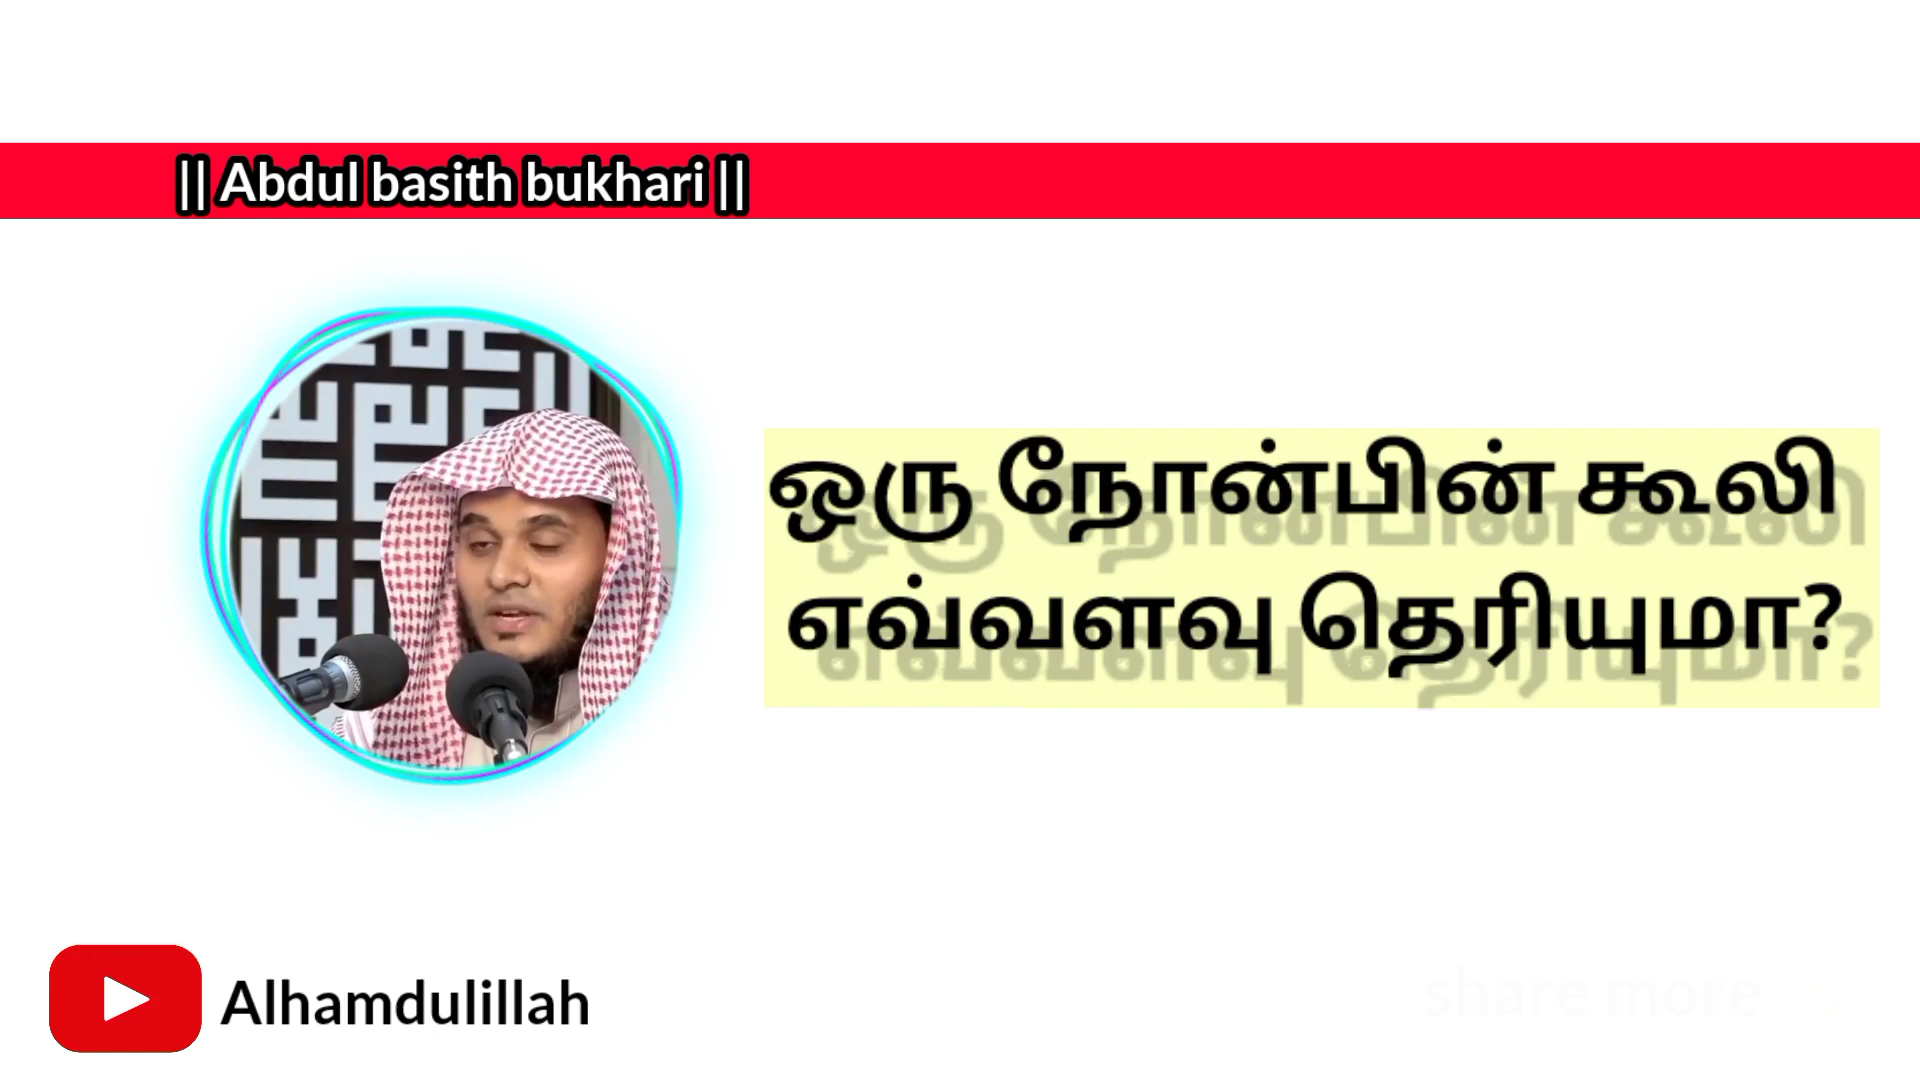 || Abdul basith bukhari ||
ஒரு நோன்பின் கூலி
எவ்வளவு தெரியுமா?
Alhamdulillah
share more